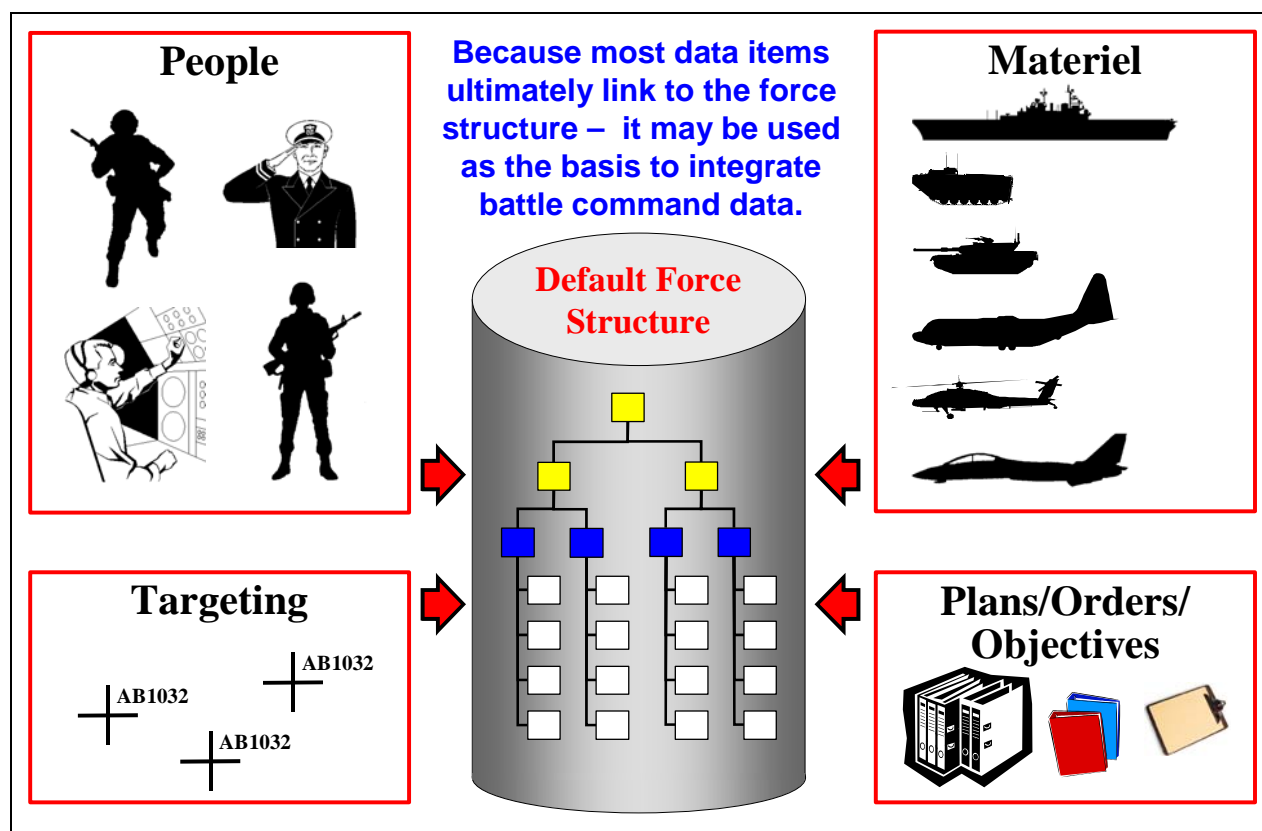 People
Because most data items
ultimately link to the force
structure – it may be used
as the basis to integrate
battle command data.
Materiel
Default Force
Structure
Targeting
AB1032
AB1032
AB1032
Plans/Orders/
Objectives